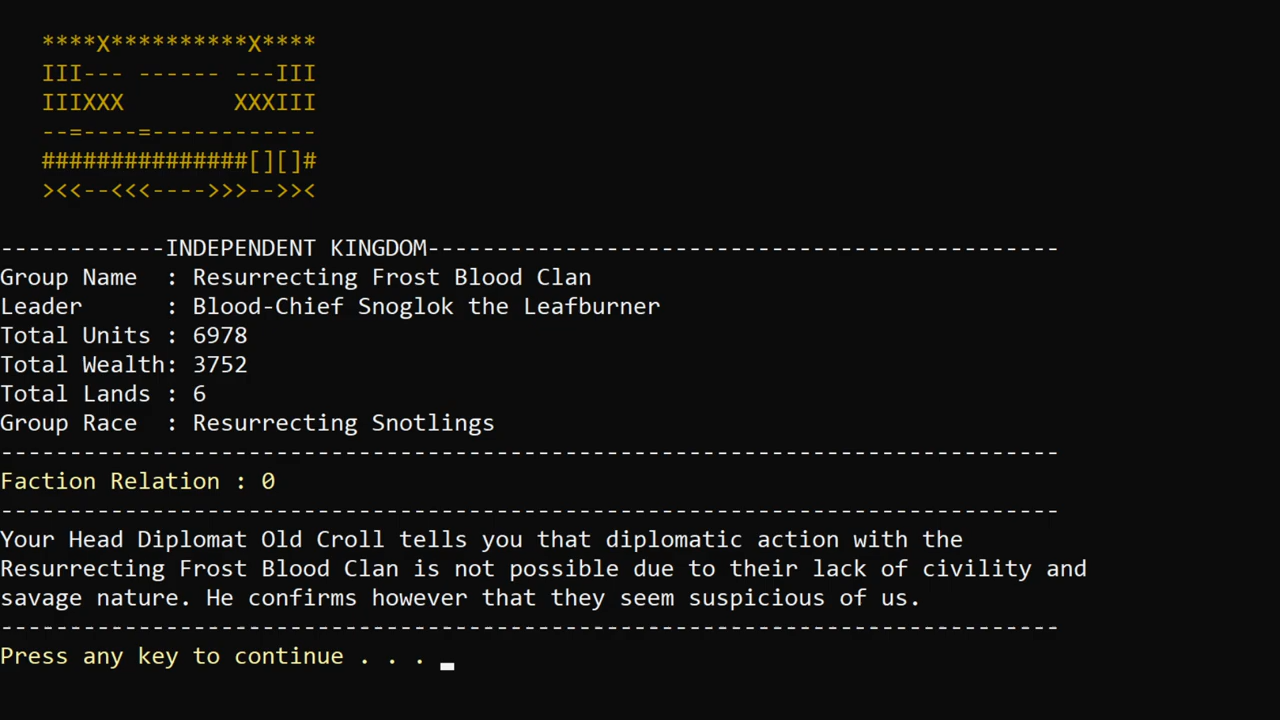 ****X**********X****
III--- ------ ---III
IIIXXX        XXXIII
--=----=------------
###############[][]#
><<--<<<---->>>-->><
------------INDEPENDENT KINGDOM----------------------------------------------
Group Name  : Resurrecting Frost Blood Clan
Leader      : Blood-Chief Snoglok the Leafburner
Total Units : 6978
Total Wealth: 3752
Total Lands : 6
Group Race  : Resurrecting Snotlings
-----------------------------------------------------------------------------
Faction Relation : 0
-----------------------------------------------------------------------------
Your Head Diplomat Old Croll tells you that diplomatic action with the
Resurrecting Frost Blood Clan is not possible due to their lack of civility and
savage nature. He confirms however that they seem suspicious of us.
-----------------------------------------------------------------------------
Press any key to continue . . .